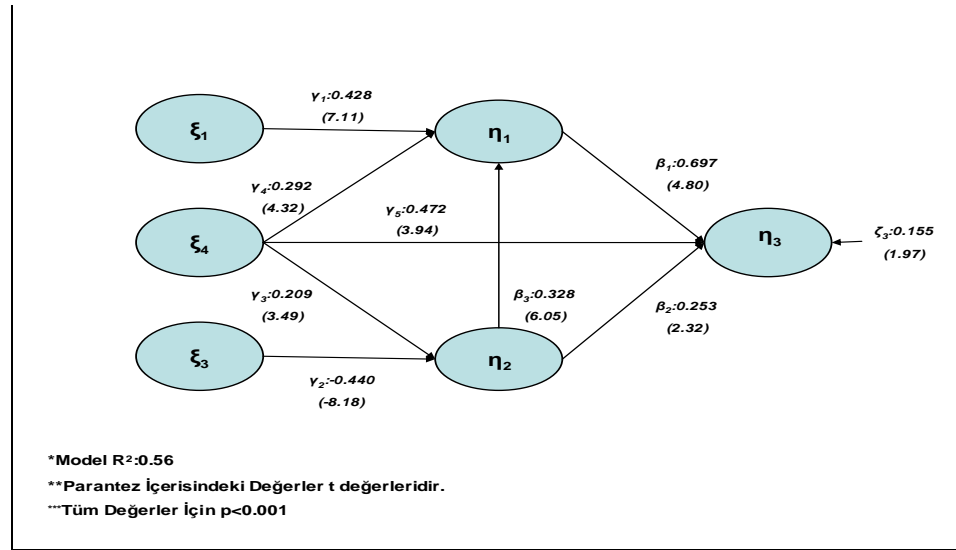 γ₁:0.428
(7.11)
ξ₁
η₁
β₁:0.697
(4.80)
γ₄:0.292
(4.32)
γ₅:0.472
(3.94)
ξ₄
η₃
ζ₃:0.155
(1.97)
γ₃:0.209
(3.49)
β₃:0.328
(6.05)
β₂:0.253
(2.32)
ξ₃
η₂
γ₂:-0.440
(-8.18)
*Model R²:0.56
**Parantez İçerisindeki Değerler t değerleridir.
***Tüm Değerler İçin p<0.001